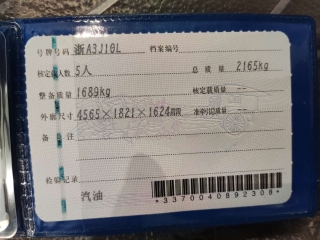 号牌号码 浙A3J10L 档案编号
核定载人数 5人 总质量 2165kg
整备质量 1689kg 核定载质量 --
外廓尺寸 4565×1821×1624mm 准牵引总质量 --
备注
检验记录
汽油
*3370040892308*